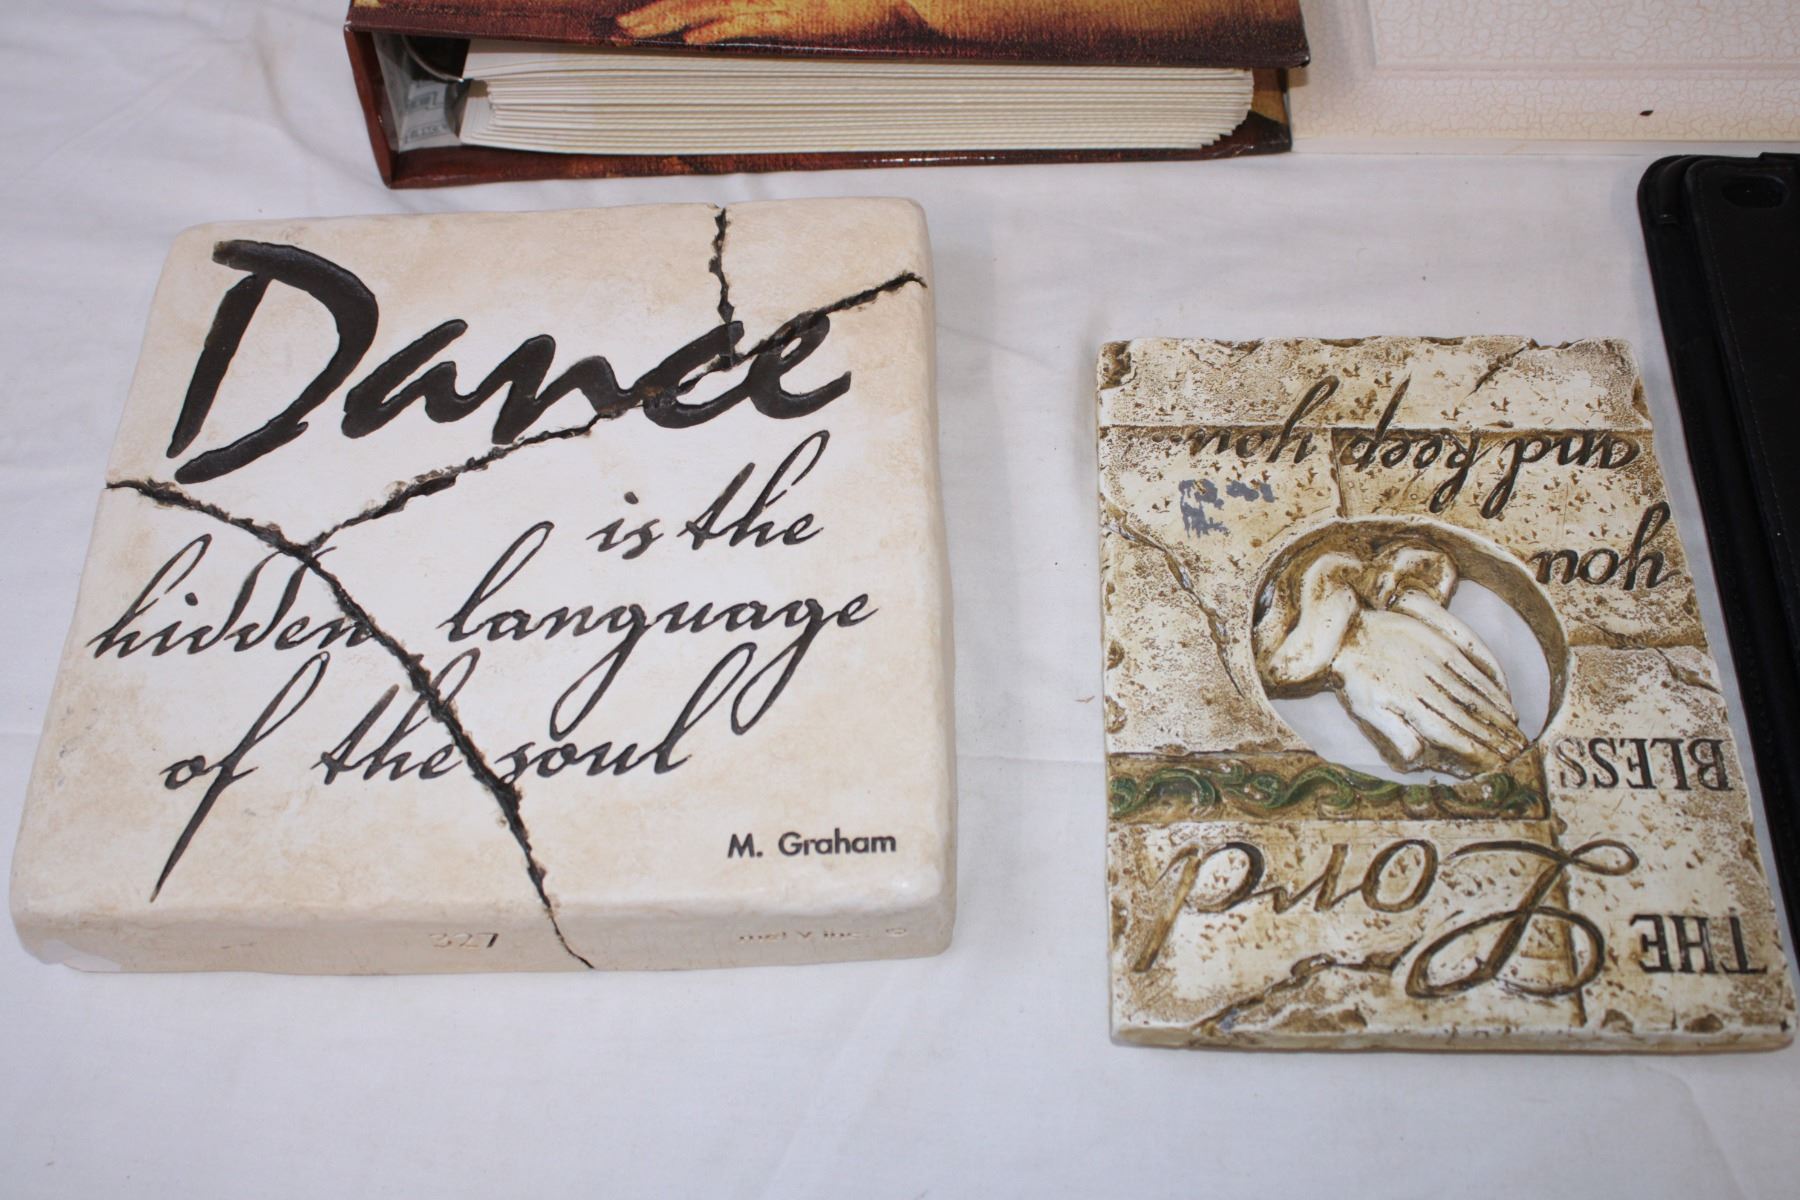 Dance
is the
hidden language
of the soul
M. Graham
327
THE Lord
BLESS
you
and keep you...